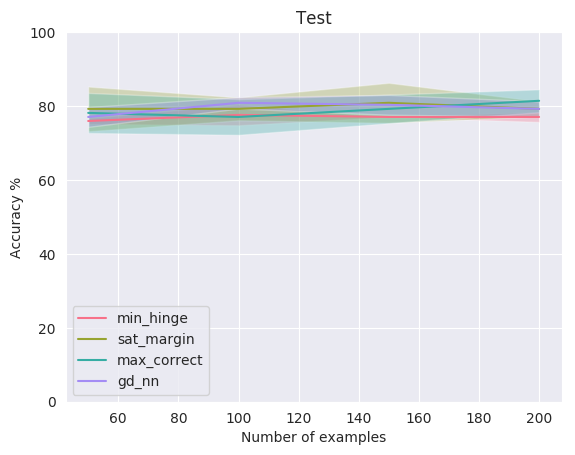 Test
100
80
60
40
20
0
Accuracy %
min_hinge
sat_margin
max_correct
gd_nn
60 80 100 120 140 160 180 200
Number of examples